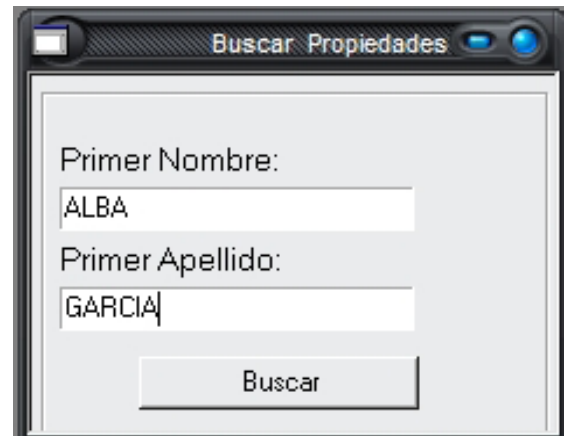 Buscar Propiedades
Primer Nombre:
ALBA
Primer Apellido:
GARCIA
Buscar